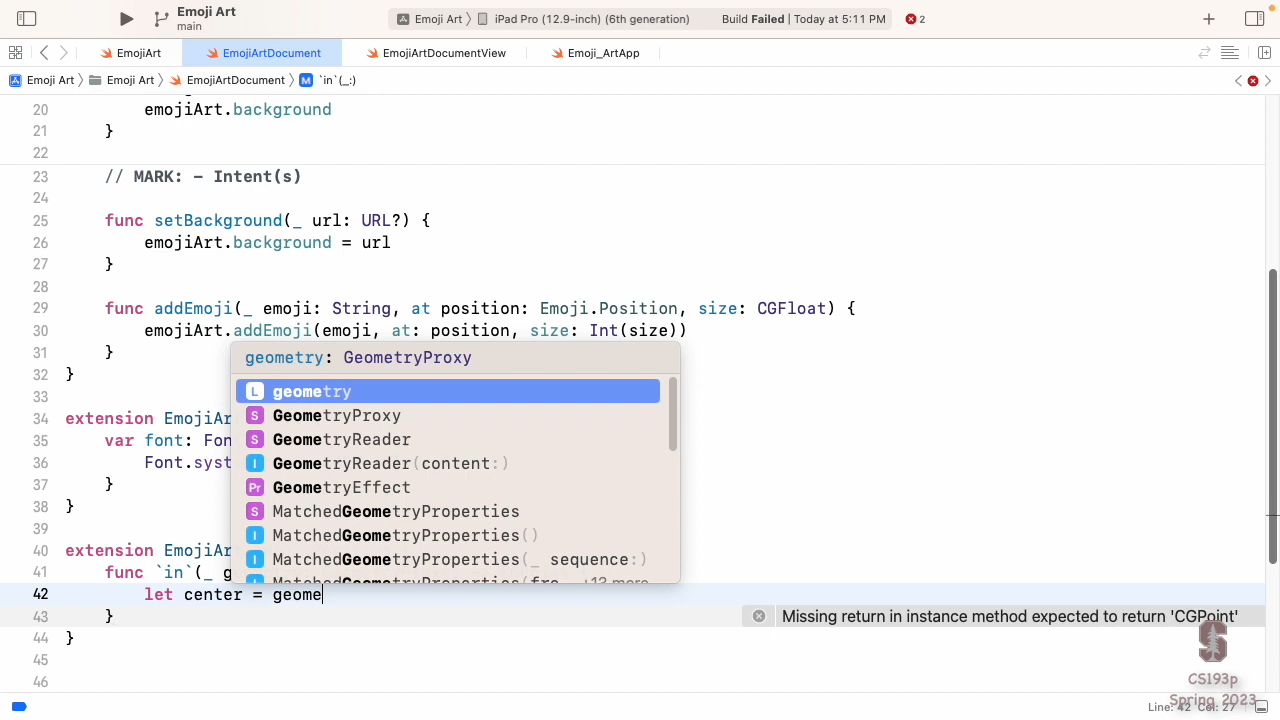 Emoji Art
main
Emoji Art 〉 iPad Pro (12.9-inch) (6th generation)
Build Failed | Today at 5:11 PM
2
EmojiArt
EmojiArtDocument
EmojiArtDocumentView
Emoji_ArtApp
Emoji Art 〉 Emoji Art 〉 EmojiArtDocument 〉 M `in`(_:)
20 emojiArt.background
21 }
22
23 // MARK: - Intent(s)
24
25 func setBackground(_ url: URL?) {
26 emojiArt.background = url
27 }
28
29 func addEmoji(_ emoji: String, at position: Emoji.Position, size: CGFloat) {
30 emojiArt.addEmoji(emoji, at: position, size: Int(size))
31 }
32 }
33
34 extension EmojiAr
35 var font: Fon
36 Font.syst
37 }
38 }
39
40 extension EmojiArt
41 func `in`(_ g
42 let center = geome
43 }
44 }
45
46
geometry: GeometryProxy
L geometry
S GeometryProxy
S GeometryReader
I GeometryReader(content:)
Pr GeometryEffect
S MatchedGeometryProperties
I MatchedGeometryProperties()
I MatchedGeometryProperties(_ sequence:)
MatchedGeometryProperties(fro… +13 more
Missing return in instance method expected to return 'CGPoint'
S
CS193p
Spring 2023
Line: 42 Col: 27